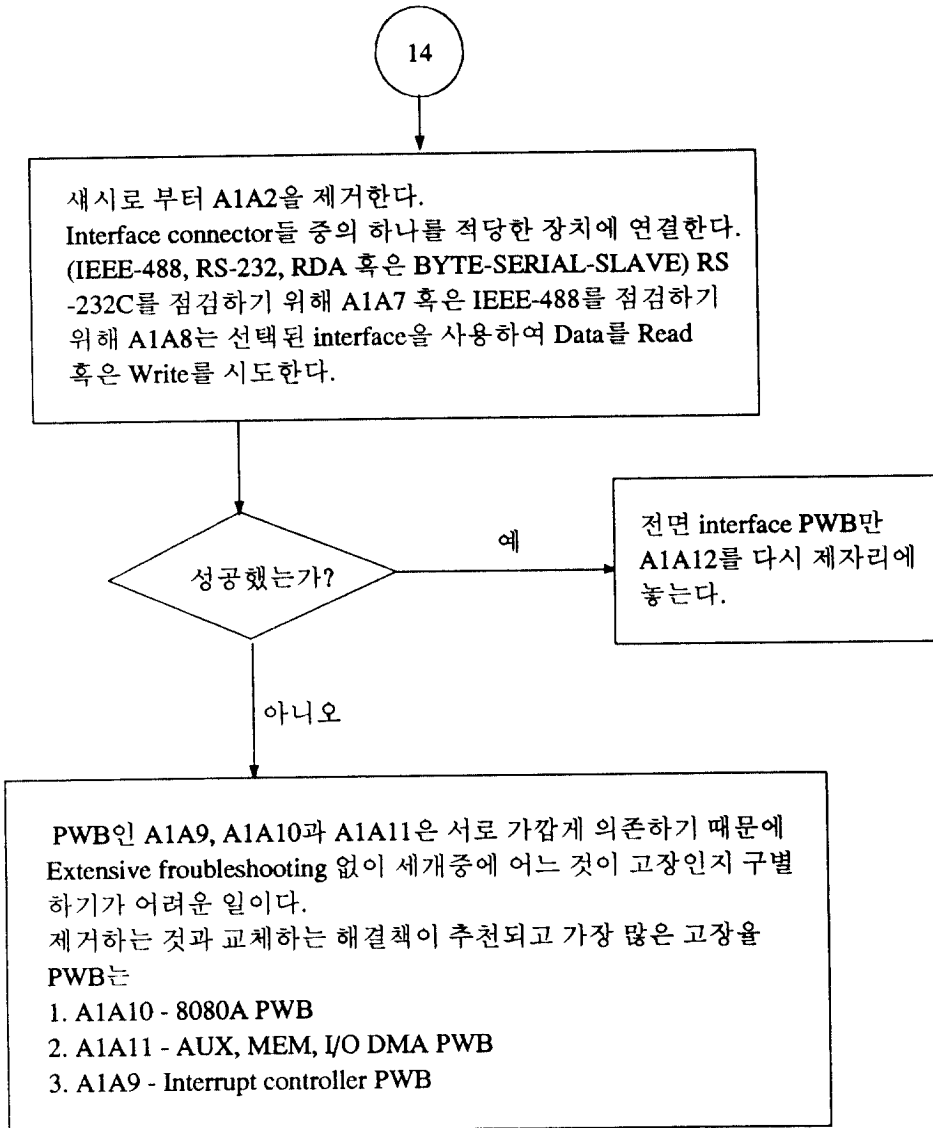 14
섀시로 부터 A1A2을 제거한다.
Interface connector들 중의 하나를 적당한 장치에 연결한다.
(IEEE-488, RS-232, RDA 혹은 BYTE-SERIAL-SLAVE) RS
-232C를 점검하기 위해 A1A7 혹은 IEEE-488를 점검하기
위해 A1A8는 선택된 interface을 사용하여 Data를 Read
혹은 Write를 시도한다.
성공했는가?
예
전면 interface PWB만
A1A12를 다시 제자리에
놓는다.
아니오
PWB인 A1A9, A1A10과 A1A11은 서로 가깝게 의존하기 때문에
Extensive froubleshooting 없이 세개중에 어느 것이 고장인지 구별
하기가 어려운 일이다.
제거하는 것과 교체하는 해결책이 추천되고 가장 많은 고장율
PWB는
1. A1A10 - 8080A PWB
2. A1A11 - AUX, MEM, I/O DMA PWB
3. A1A9 - Interrupt controller PWB